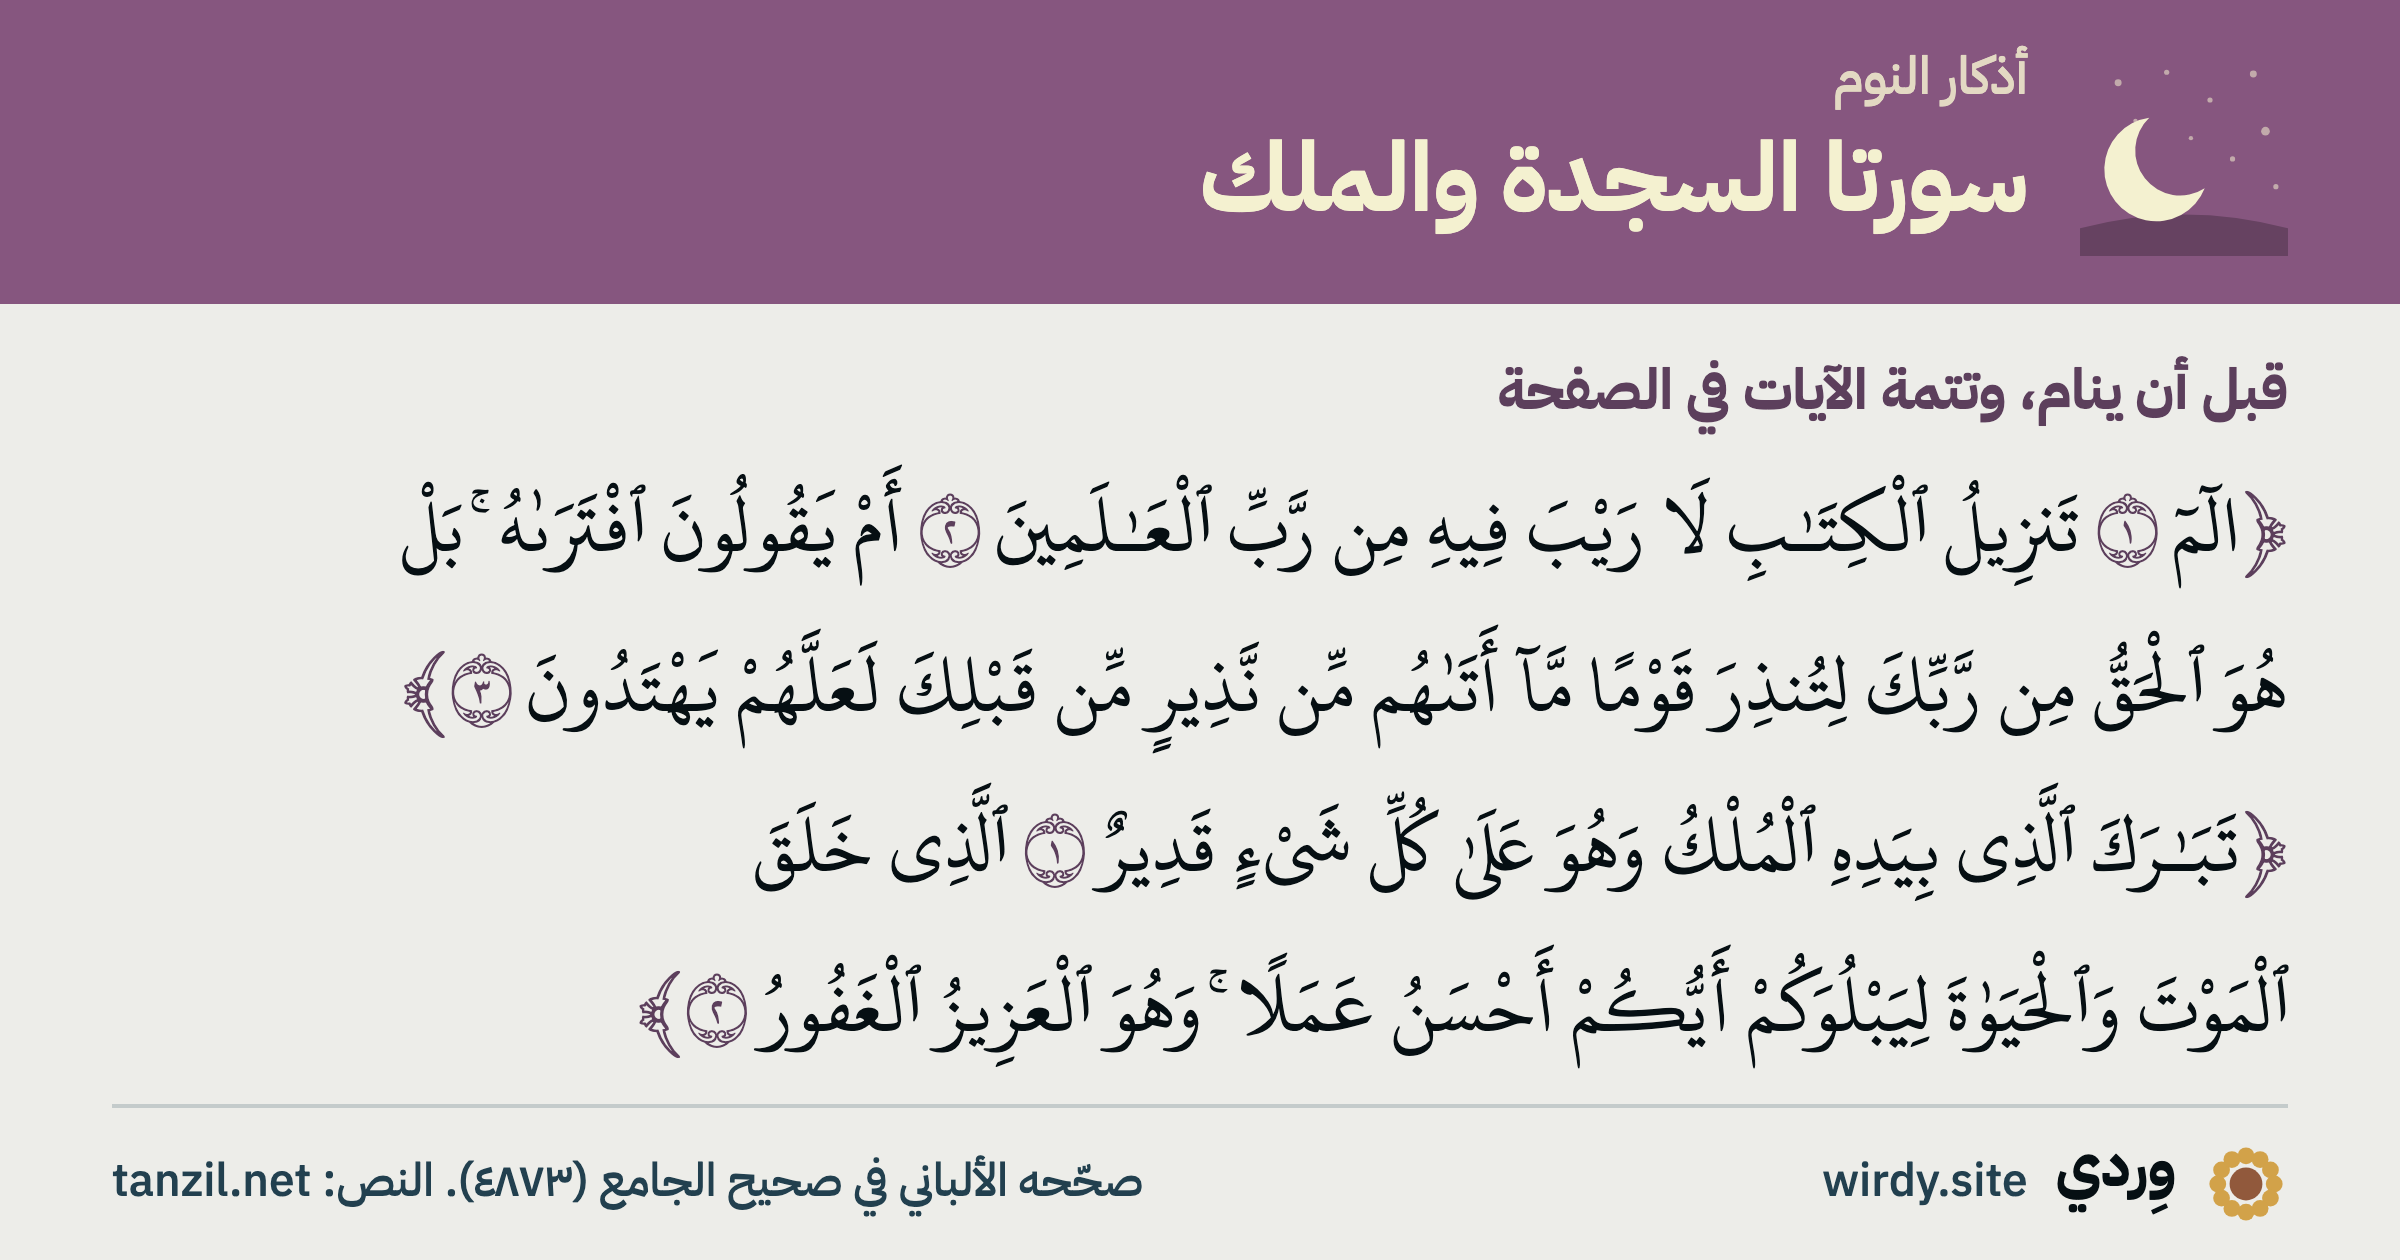 أذكار النوم
سورتا السجدة والملك
قبل أن ينام، وتتمة الآيات في الصفحة
﴿الٓمٓ ١ تَنزِيلُ ٱلْكِتَـٰبِ لَا رَيْبَ فِيهِ مِن رَّبِّ ٱلْعَـٰلَمِينَ ٢ أَمْ يَقُولُونَ ٱفْتَرَىٰهُ ۚ بَلْ
هُوَ ٱلْحَقُّ مِن رَّبِّكَ لِتُنذِرَ قَوْمًا مَّآ أَتَىٰهُم مِّن نَّذِيرٍ مِّن قَبْلِكَ لَعَلَّهُمْ يَهْتَدُونَ ٣﴾
﴿تَبَـٰرَكَ ٱلَّذِى بِيَدِهِ ٱلْمُلْكُ وَهُوَ عَلَىٰ كُلِّ شَىْءٍ قَدِيرٌ ١ ٱلَّذِى خَلَقَ
ٱلْمَوْتَ وَٱلْحَيَوٰةَ لِيَبْلُوَكُمْ أَيُّكُمْ أَحْسَنُ عَمَلًا ۚ وَهُوَ ٱلْعَزِيزُ ٱلْغَفُورُ ٢﴾
وِردي wirdy.site
صحّحه الألباني في صحيح الجامع (٤٨٧٣). النص: tanzil.net